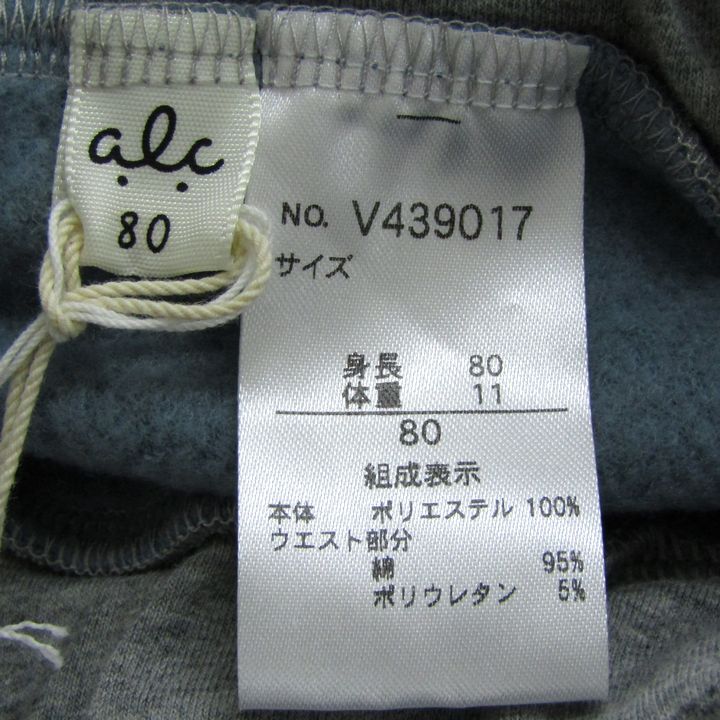 alc
80
NO. V439017
サイズ
身長 80
体重 11
80
組成表示
本体 ポリエステル 100%
ウエスト部分
綿 95%
ポリウレタン 5%